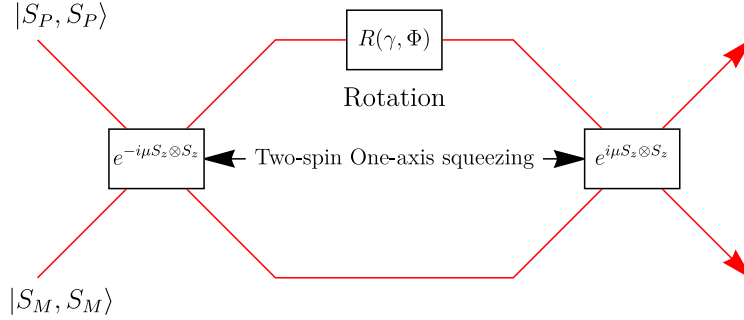 |S_P, S_P⟩
R(γ, Φ)
Rotation
e^{-iμS_z⊗S_z}
Two-spin One-axis squeezing
e^{iμS_z⊗S_z}
|S_M, S_M⟩